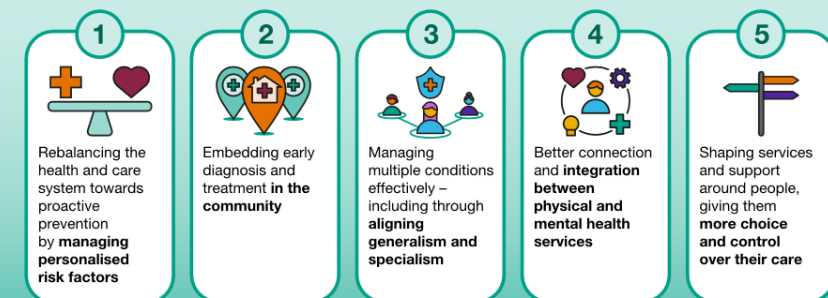 1
Rebalancing the
health and care
system towards
proactive
prevention
by managing
personalised
risk factors
2
Embedding early
diagnosis and
treatment in the
community
3
Managing
multiple conditions
effectively –
including through
aligning
generalism and
specialism
4
Better connection
and integration
between
physical and
mental health
services
5
Shaping services
and support
around people,
giving them
more choice
and control
over their care